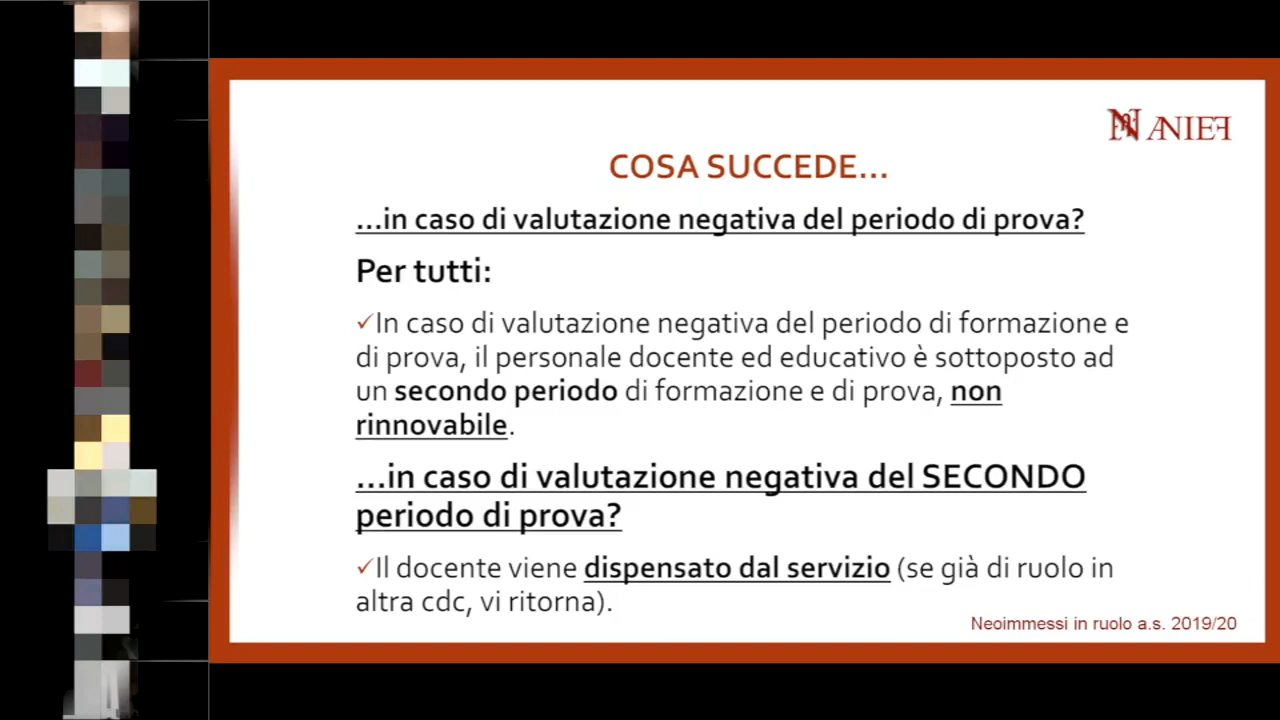 ANIEF
COSA SUCCEDE...
...in caso di valutazione negativa del periodo di prova?
Per tutti:
✓In caso di valutazione negativa del periodo di formazione e
di prova, il personale docente ed educativo è sottoposto ad
un secondo periodo di formazione e di prova, non
rinnovabile.
...in caso di valutazione negativa del SECONDO
periodo di prova?
✓Il docente viene dispensato dal servizio (se già di ruolo in
altra cdc, vi ritorna).
Neoimmessi in ruolo a.s. 2019/20